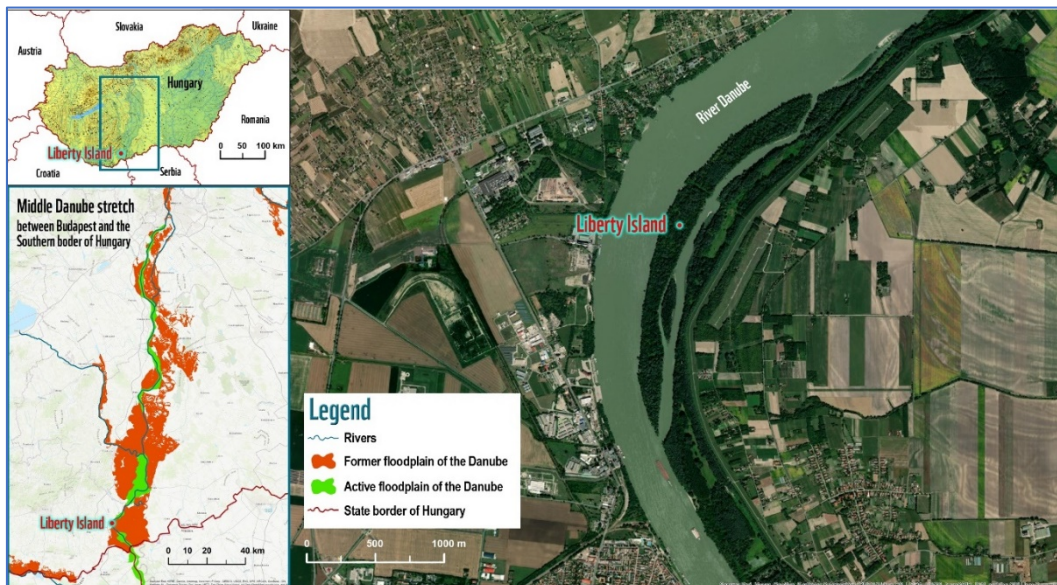 Slovakia
Ukraine
Austria
Hungary
Romania
Liberty Island
0 50 100 km
Croatia
Serbia
Middle Danube stretch
between Budapest and the
Southern boder of Hungary
Liberty Island
0 10 20 40 km
River Danube
Liberty Island
Legend
Rivers
Former floodplain of the Danube
Active floodplain of the Danube
State border of Hungary
0 500 1000 m